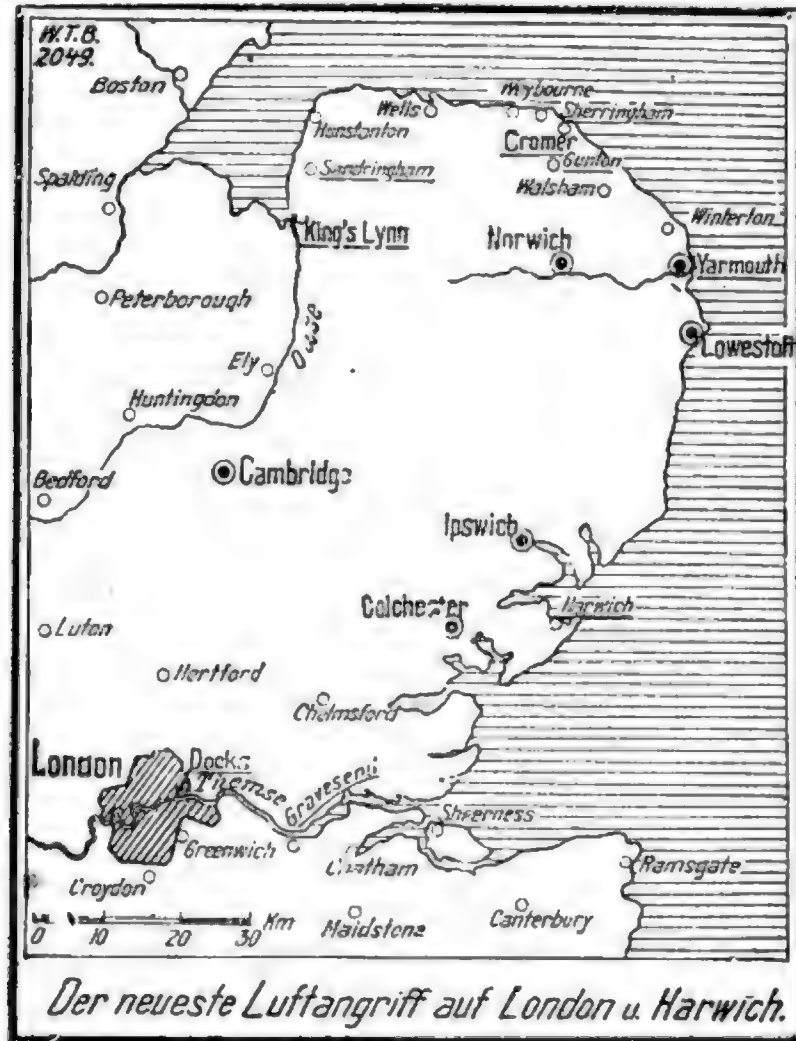 W.T.B.
2049.
Boston
Wells
Weybourne
Sherringham
Hunstanton
Cromer
Gunton
Sandringham
Walsham
Spalding
Winterton
King's Lynn
Norwich
Yarmouth
Peterborough
Ouse
Lowestoft
Ely
Huntingdon
Cambridge
Bedford
Ipswich
Harwich
Colchester
Luton
Hertford
Chelmsford
London
Docks
Themse
Gravesend
Sheerness
Greenwich
Chatham
Ramsgate
Croydon
Canterbury
Maidstone
Km
0 10 20 30
Der neueste Luftangriff auf London u. Harwich.